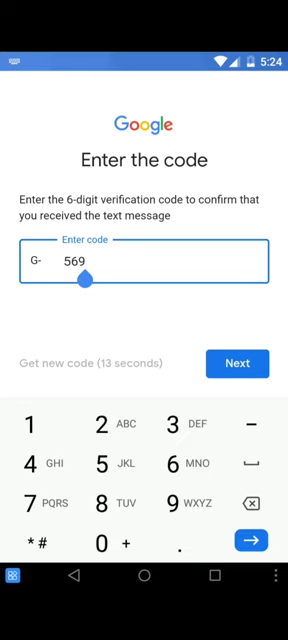 5:24
Google
Enter the code
Enter the 6-digit verification code to confirm that
you received the text message
Enter code
G- 569
Get new code (13 seconds) Next
1 2 ABC 3 DEF –
4 GHI 5 JKL 6 MNO
7 PQRS 8 TUV 9 WXYZ
* # 0 + .